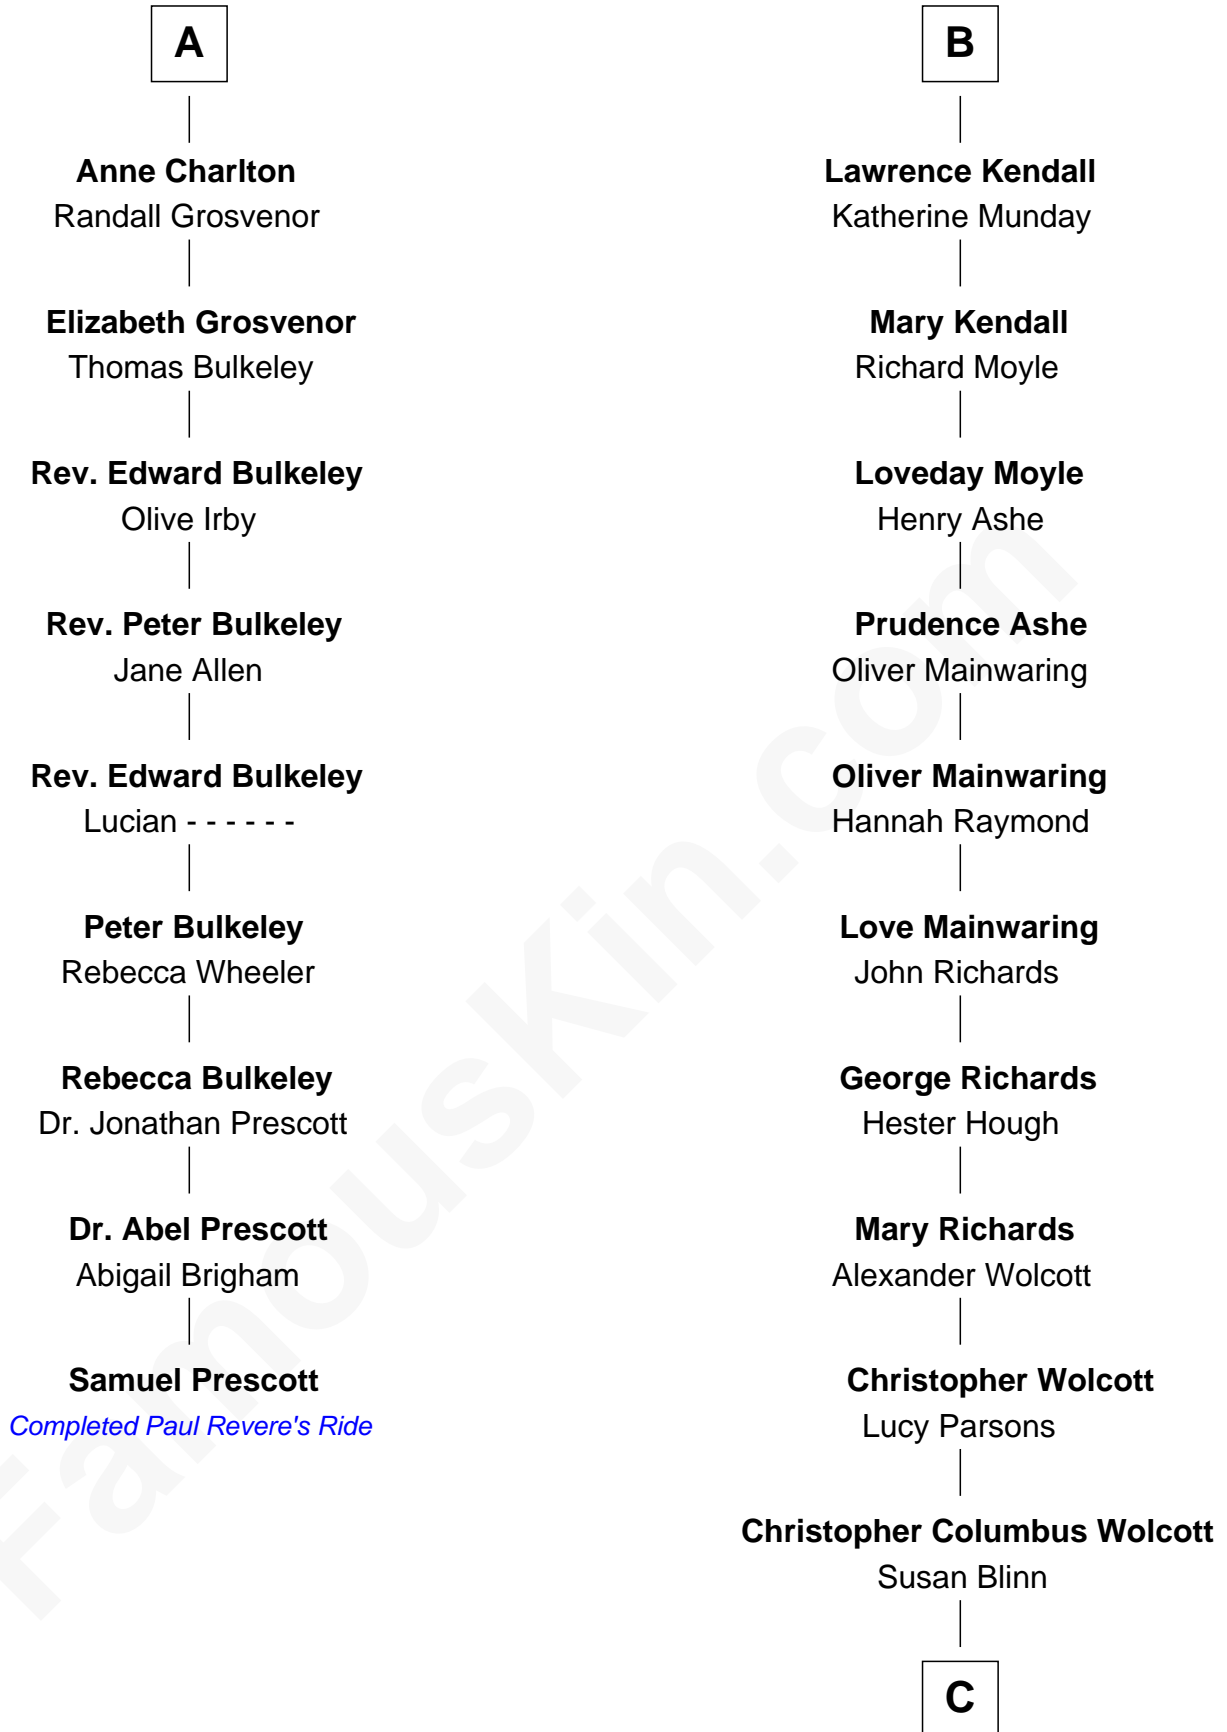 A
Anne Charlton
Randall Grosvenor
Elizabeth Grosvenor
Thomas Bulkeley
Rev. Edward Bulkeley
Olive Irby
Rev. Peter Bulkeley
Jane Allen
Rev. Edward Bulkeley
Lucian - - - - - -
Peter Bulkeley
Rebecca Wheeler
Rebecca Bulkeley
Dr. Jonathan Prescott
Dr. Abel Prescott
Abigail Brigham
Samuel Prescott
Completed Paul Revere's Ride
B
Lawrence Kendall
Katherine Munday
Mary Kendall
Richard Moyle
Loveday Moyle
Henry Ashe
Prudence Ashe
Oliver Mainwaring
Oliver Mainwaring
Hannah Raymond
Love Mainwaring
John Richards
George Richards
Hester Hough
Mary Richards
Alexander Wolcott
Christopher Wolcott
Lucy Parsons
Christopher Columbus Wolcott
Susan Blinn
C
FamousKin.com